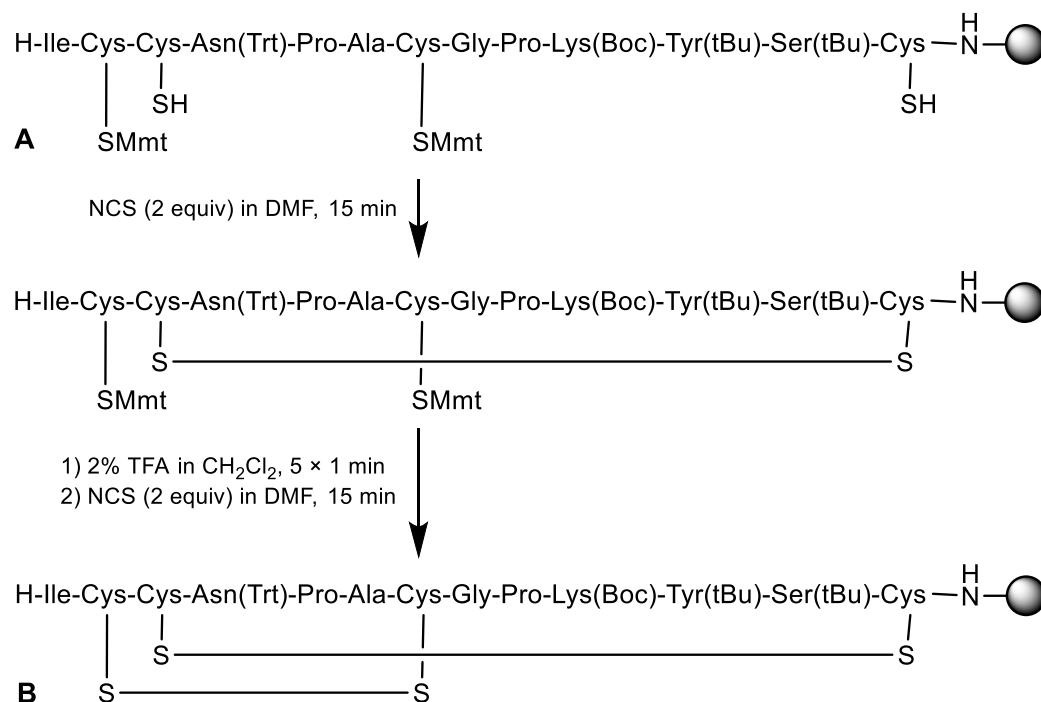 H-Ile-Cys-Cys-Asn(Trt)-Pro-Ala-Cys-Gly-Pro-Lys(Boc)-Tyr(tBu)-Ser(tBu)-Cys
H
N
SH
SH
A
SMmt
SMmt
NCS (2 equiv) in DMF, 15 min
H-Ile-Cys-Cys-Asn(Trt)-Pro-Ala-Cys-Gly-Pro-Lys(Boc)-Tyr(tBu)-Ser(tBu)-Cys
H
N
S
S
SMmt
SMmt
1) 2% TFA in CH₂Cl₂, 5 × 1 min
2) NCS (2 equiv) in DMF, 15 min
H-Ile-Cys-Cys-Asn(Trt)-Pro-Ala-Cys-Gly-Pro-Lys(Boc)-Tyr(tBu)-Ser(tBu)-Cys
H
N
S
S
B
S
S